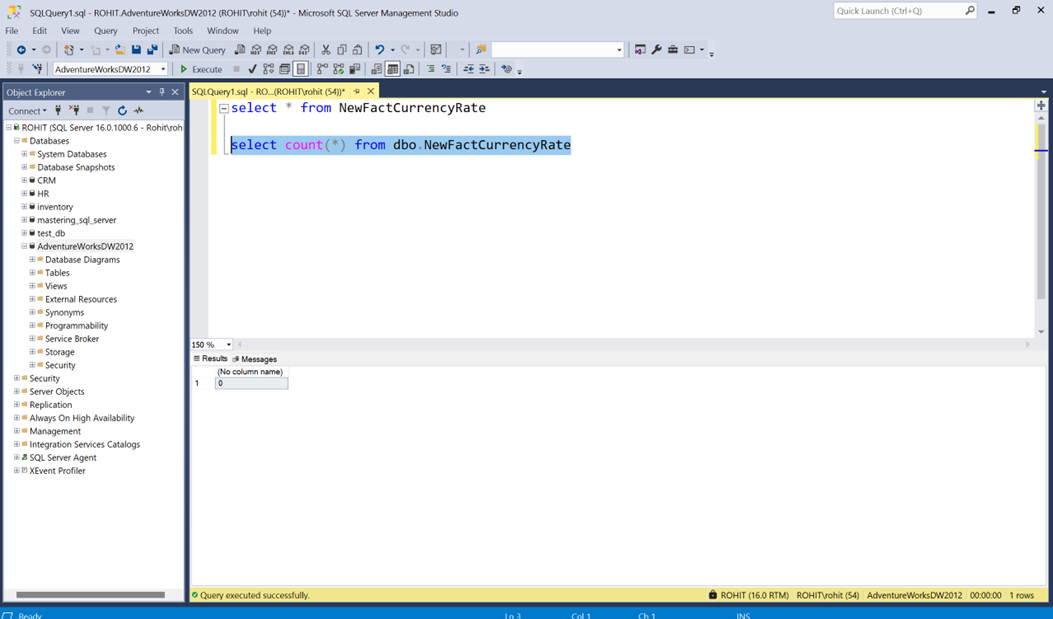 SQLQuery1.sql - ROHIT.AdventureWorksDW2012 (ROHIT\rohit (54))* - Microsoft SQL Server Management Studio
Quick Launch (Ctrl+Q)
File Edit View Query Project Tools Window Help
New Query
AdventureWorksDW2012 Execute
Object Explorer
SQLQuery1.sql - RO...(ROHIT\rohit (54))*
Connect
ROHIT (SQL Server 16.0.1000.6 - Rohit\roh
Databases
System Databases
Database Snapshots
CRM
HR
inventory
mastering_sql_server
test_db
AdventureWorksDW2012
Database Diagrams
Tables
Views
External Resources
Synonyms
Programmability
Service Broker
Storage
Security
Security
Server Objects
Replication
Always On High Availability
Management
Integration Services Catalogs
SQL Server Agent
XEvent Profiler
select * from NewFactCurrencyRate
select count(*) from dbo.NewFactCurrencyRate
150 %
Results Messages
(No column name)
1 0
Query executed successfully. ROHIT (16.0 RTM) ROHIT\rohit (54) AdventureWorksDW2012 00:00:00 1 rows
Ready Ln 3 Col 1 Ch 1 INS